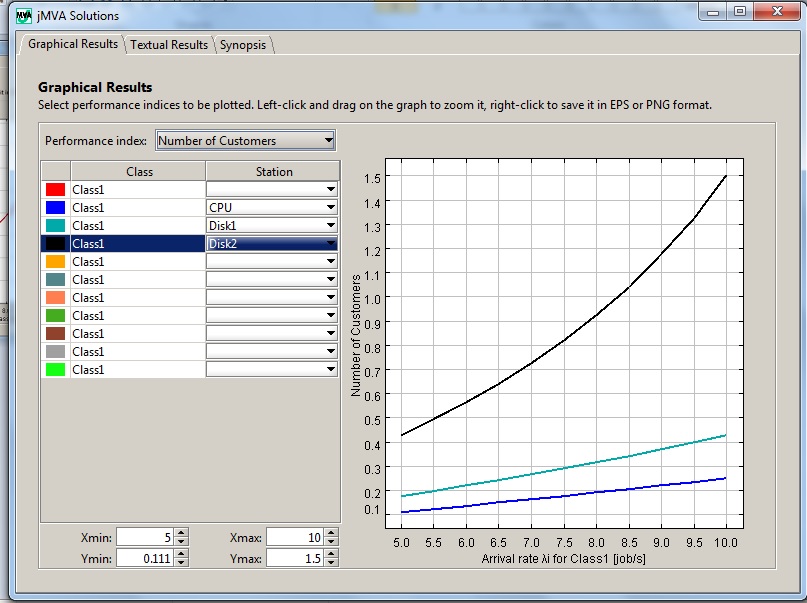 jMVA Solutions
Graphical Results Textual Results Synopsis
Graphical Results
Select performance indices to be plotted. Left-click and drag on the graph to zoom it, right-click to save it in EPS or PNG format.
Performance index: Number of Customers
Class Station
Class1
Class1 CPU
Class1 Disk1
Class1 Disk2
Class1
Class1
Class1
Class1
Class1
Class1
Class1
Xmin: 5 Xmax: 10
Ymin: 0.111 Ymax: 1.5
Number of Customers
1.5
1.4
1.3
1.2
1.1
1.0
0.9
0.8
0.7
0.6
0.5
0.4
0.3
0.2
0.1
5.0 5.5 6.0 6.5 7.0 7.5 8.0 8.5 9.0 9.5 10.0
Arrival rate λi for Class1 [job/s]